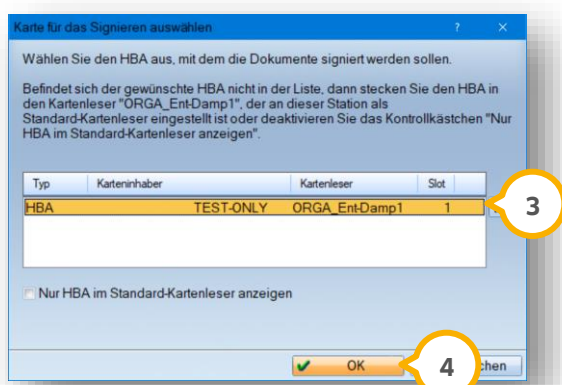 Karte für das Signieren auswählen ? ×
Wählen Sie den HBA aus, mit dem die Dokumente signiert werden sollen.
Befindet sich der gewünschte HBA nicht in der Liste, dann stecken Sie den HBA in
den Kartenleser "ORGA_Ent-Damp1", der an dieser Station als
Standard-Kartenleser eingestellt ist oder deaktivieren Sie das Kontrollkästchen "Nur
HBA im Standard-Kartenleser anzeigen".
Typ Karteninhaber Kartenleser Slot
HBA TEST-ONLY ORGA_Ent-Damp1 1
3
Nur HBA im Standard-Kartenleser anzeigen
OK 4 chen